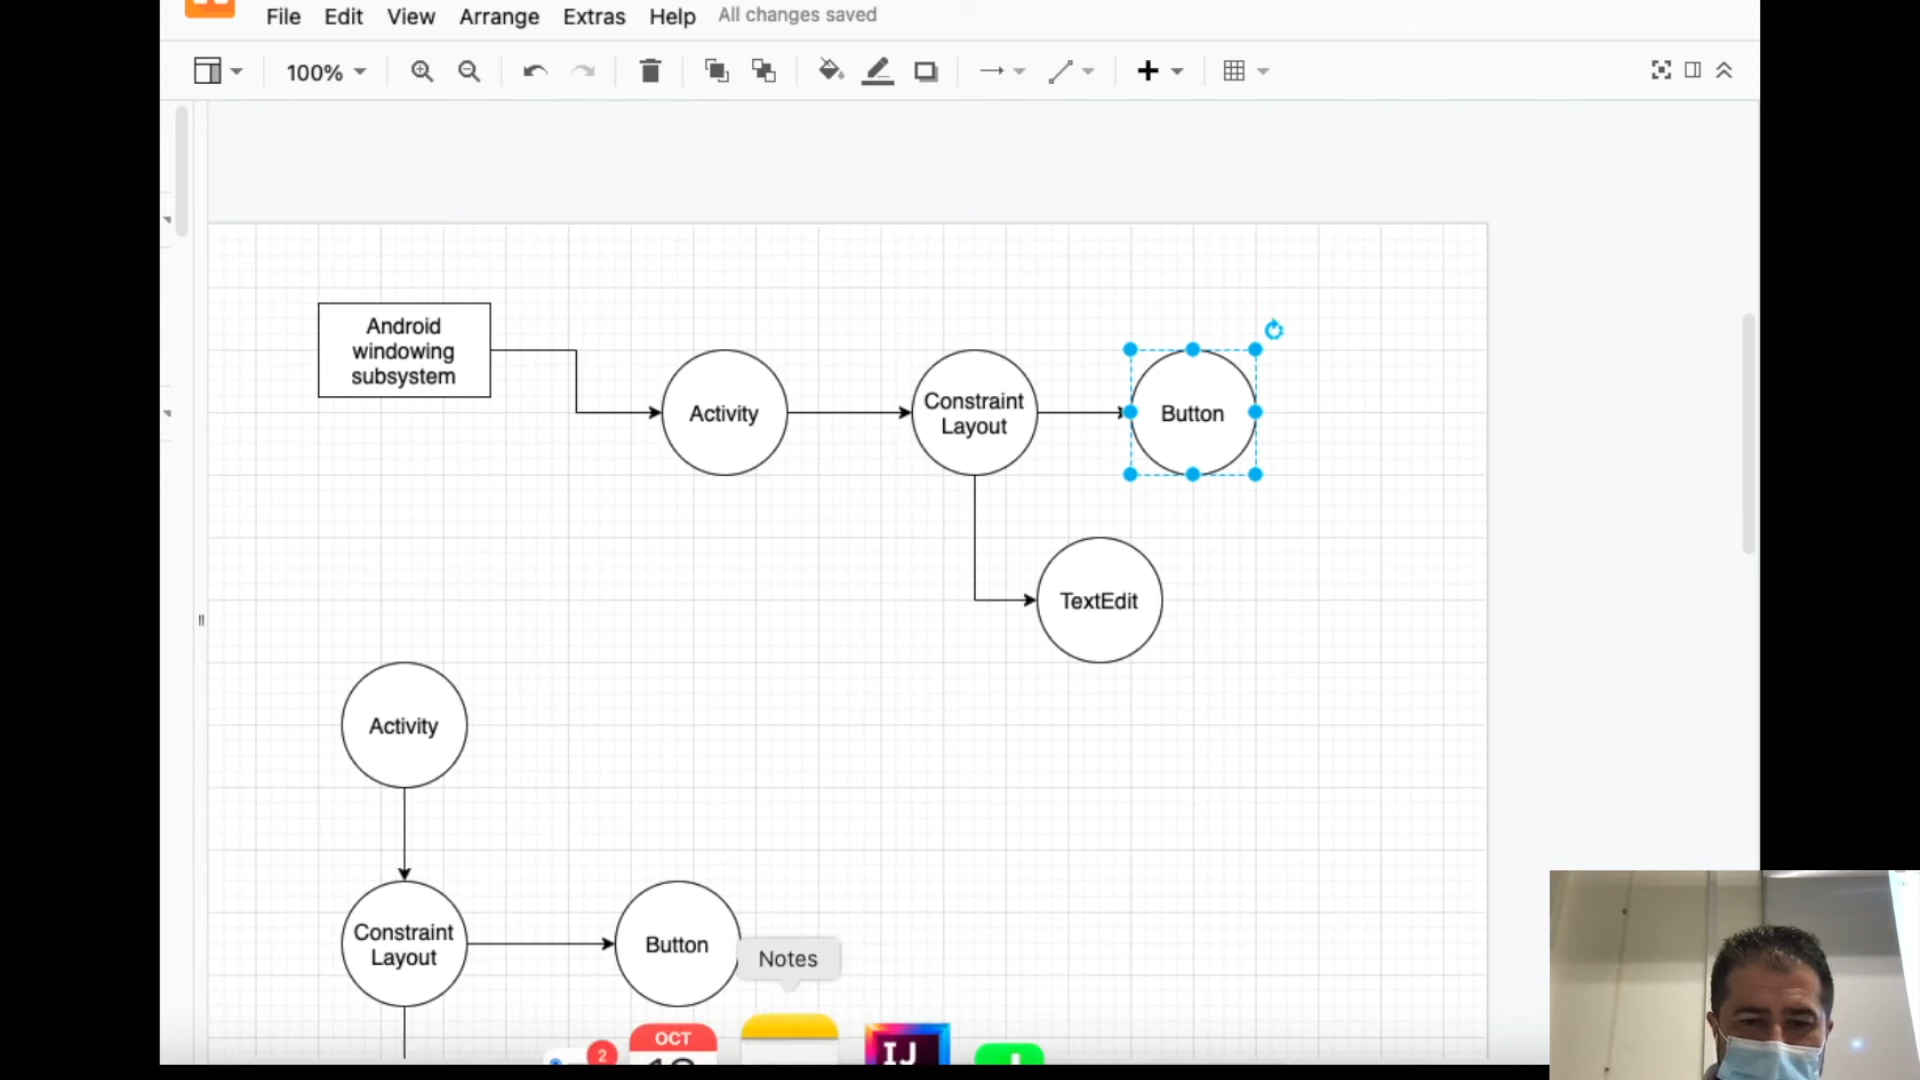 File Edit View Arrange Extras Help All changes saved
100%
Android
windowing
subsystem
Activity
Constraint
Layout
Button
TextEdit
Activity
Constraint
Layout
Button
Notes
OCT
2
IJ